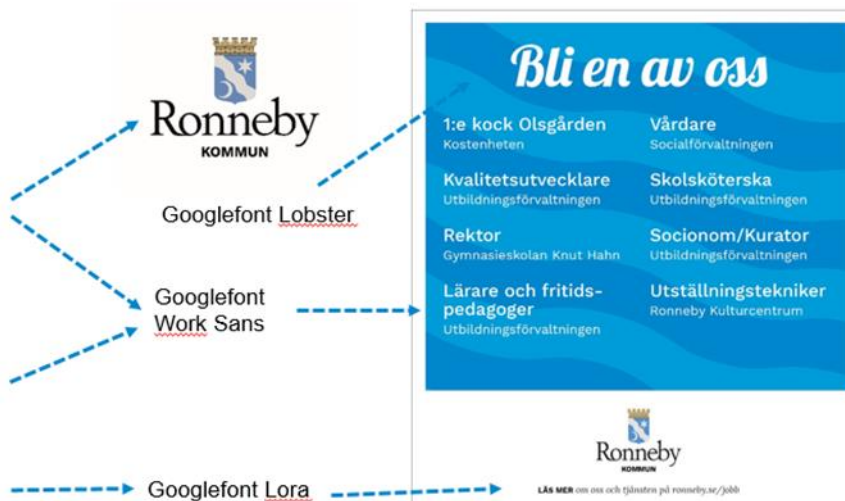 Ronneby
KOMMUN
Googlefont Lobster
Googlefont
Work Sans
Googlefont Lora
Bli en av oss
1:e kock Olsgården
Kostenheten
Kvalitetsutvecklare
Utbildningsförvaltningen
Rektor
Gymnasieskolan Knut Hahn
Lärare och fritids-
pedagoger
Utbildningsförvaltningen
Vårdare
Socialförvaltningen
Skolsköterska
Utbildningsförvaltningen
Socionom/Kurator
Utbildningsförvaltningen
Utställningstekniker
Ronneby Kulturcentrum
Ronneby
KOMMUN
LÄS MER om oss och tjänsten på ronneby.se/jobb